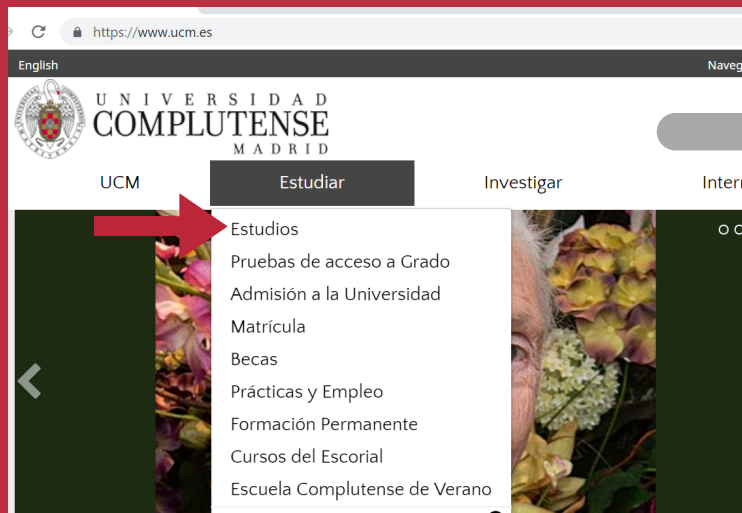 https://www.ucm.es
English
Naveg
UNIVERSIDAD
COMPLUTENSE
MADRID
UCM Estudiar Investigar Inter
Estudios
Pruebas de acceso a Grado
Admisión a la Universidad
Matrícula
Becas
Prácticas y Empleo
Formación Permanente
Cursos del Escorial
Escuela Complutense de Verano